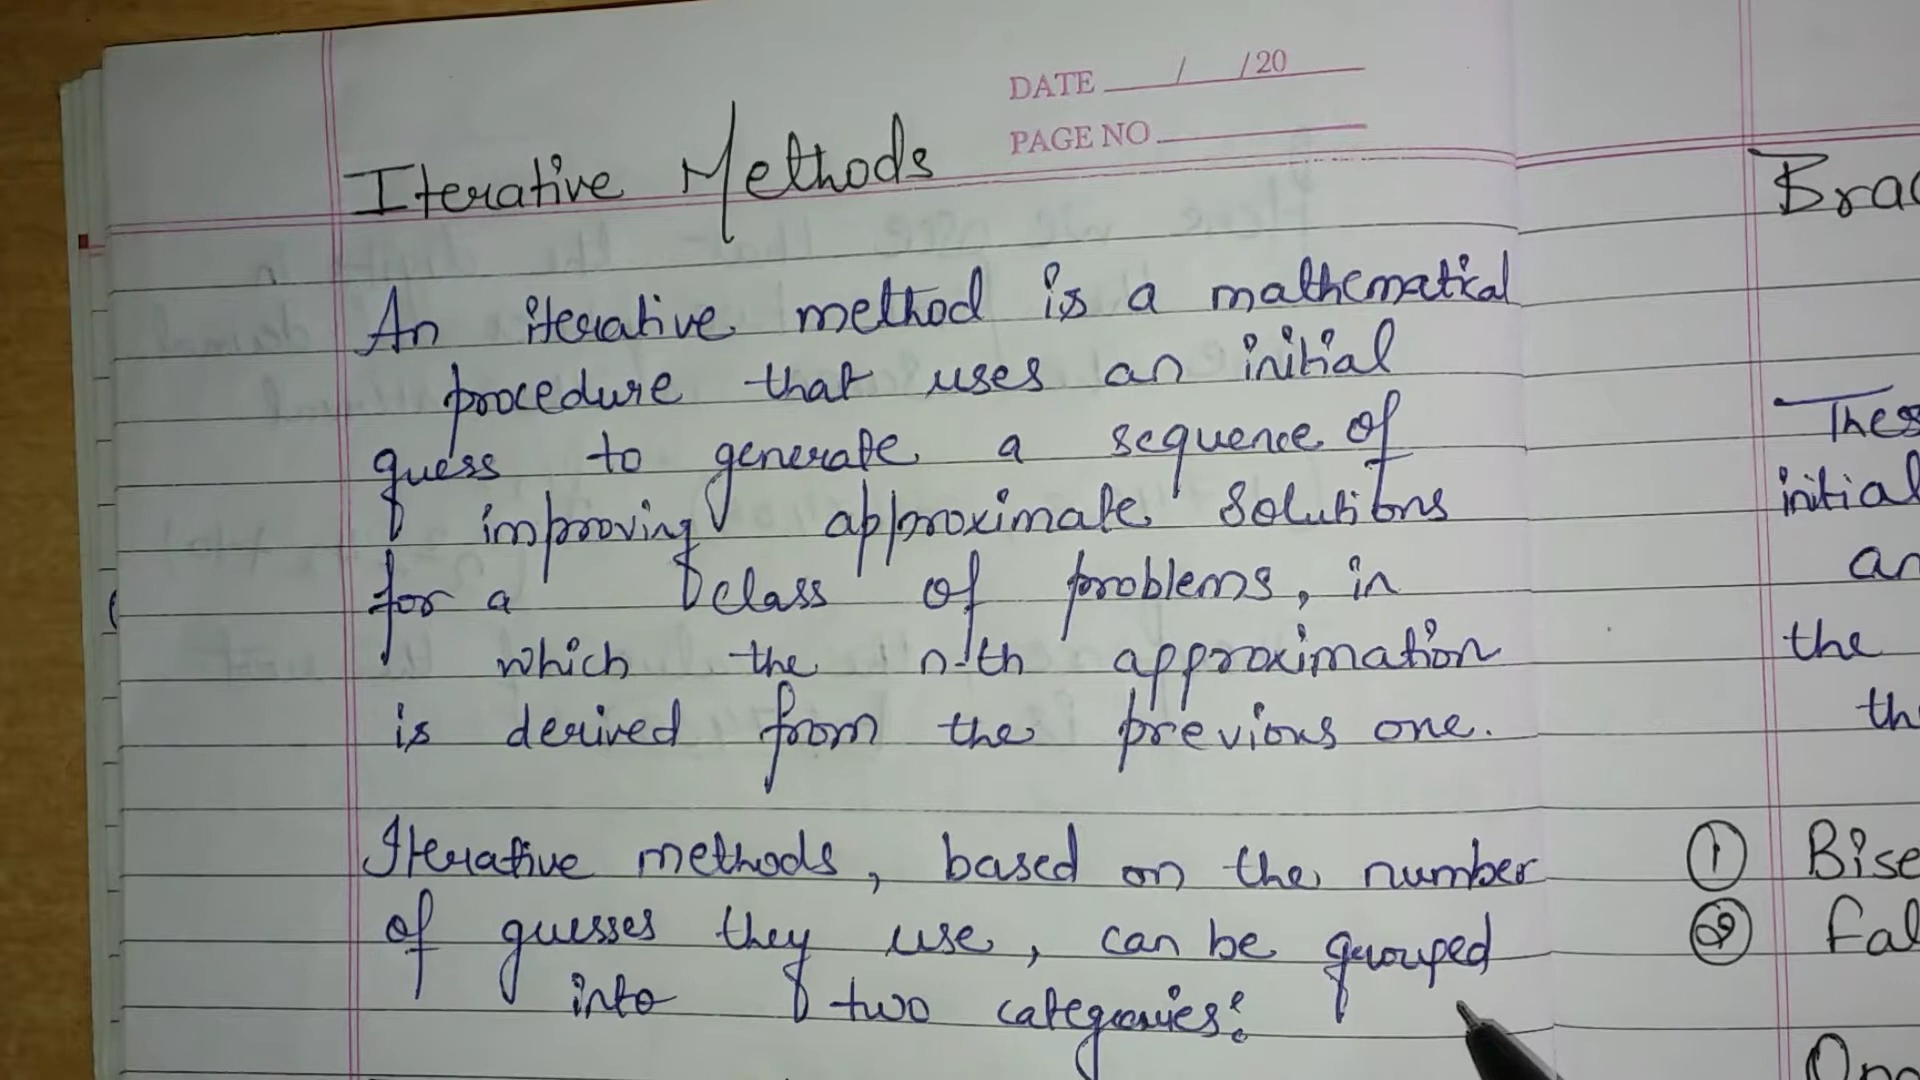 DATE / /20
PAGE NO
Iterative Methods
An iterative method is a mathematical
procedure that uses an initial
guess to generate a sequence of
improving approximate solutions
for a class of problems, in
which the n-th approximation
is derived from the previous one.
Iterative methods, based on the number
of guesses they use, can be grouped
into two categories:
Brac
Thes
initial
an
the
th
① Bise
② Fal